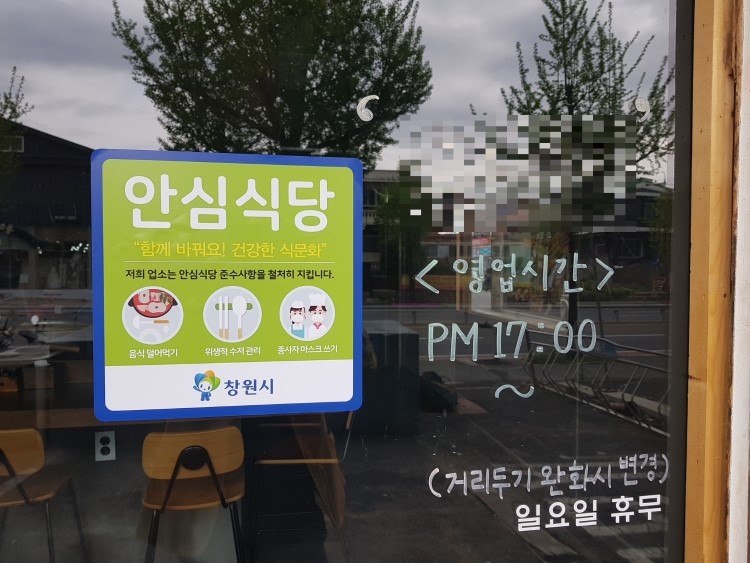 안심식당
"함께 바꿔요! 건강한 식문화"
저희 업소는 안심식당 준수사항을 철저히 지킵니다.
음식 덜어먹기
위생적 수저 관리
종사자 마스크 쓰기
창원시
<영업시간>
PM 17:00
~
(거리두기 완화시 변경)
일요일 휴무